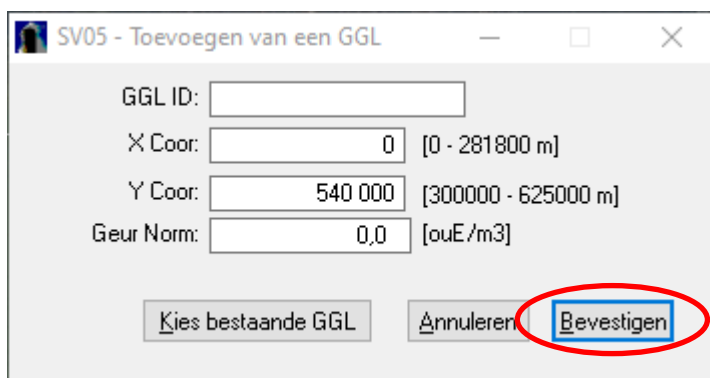 SV05 - Toevoegen van een GGL
GGL ID:
X Coor: 0 [0 - 281800 m]
Y Coor: 540 000 [300000 - 625000 m]
Geur Norm: 0,0 [ouE/m3]
Kies bestaande GGL Annuleren Bevestigen